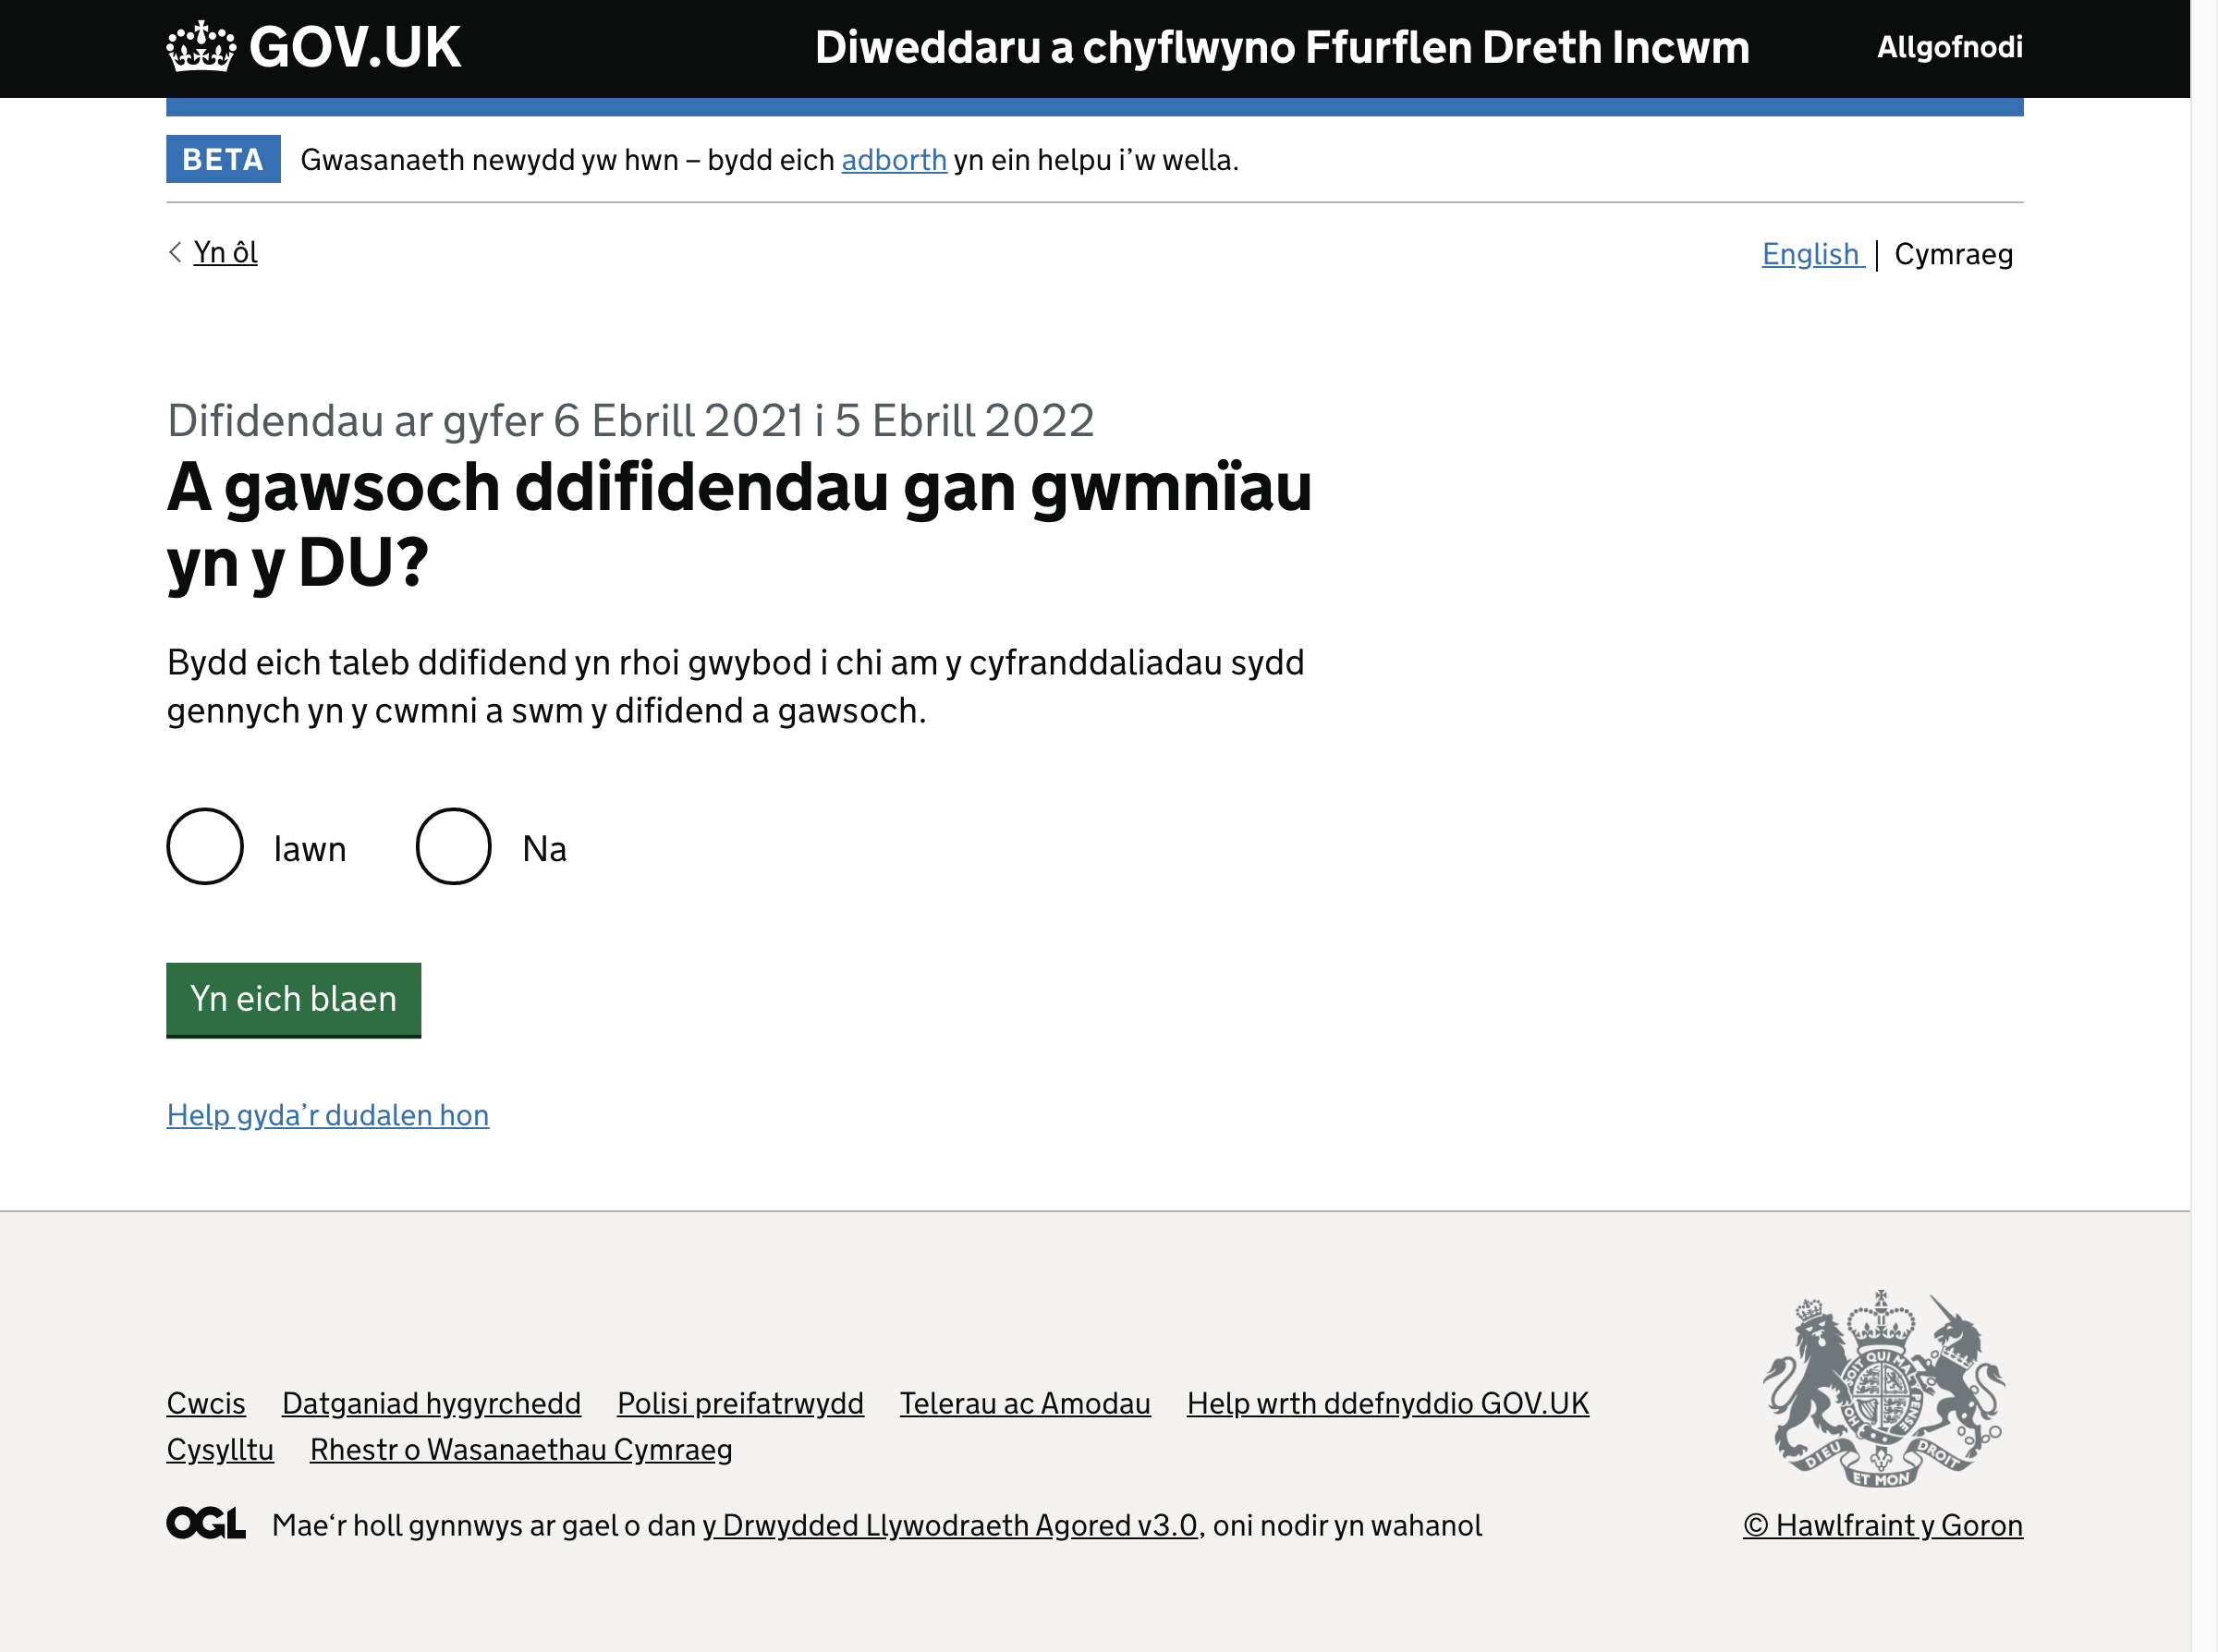 GOV.UK
Diweddaru a chyflwyno Ffurflen Dreth Incwm
Allgofnodi
BETA
Gwasanaeth newydd yw hwn – bydd eich adborth yn ein helpu i’w wella.
Yn ôl
English | Cymraeg
Difidendau ar gyfer 6 Ebrill 2021 i 5 Ebrill 2022
A gawsoch ddifidendau gan gwmnïau
yn y DU?
Bydd eich taleb ddifidend yn rhoi gwybod i chi am y cyfranddaliadau sydd
gennych yn y cwmni a swm y difidend a gawsoch.
Iawn
Na
Yn eich blaen
Help gyda’r dudalen hon
Cwcis
Datganiad hygyrchedd
Polisi preifatrwydd
Telerau ac Amodau
Help wrth ddefnyddio GOV.UK
Cysylltu
Rhestr o Wasanaethau Cymraeg
DIEU ET MON DROIT
OGL
Mae‘r holl gynnwys ar gael o dan y Drwydded Llywodraeth Agored v3.0, oni nodir yn wahanol
© Hawlfraint y Goron